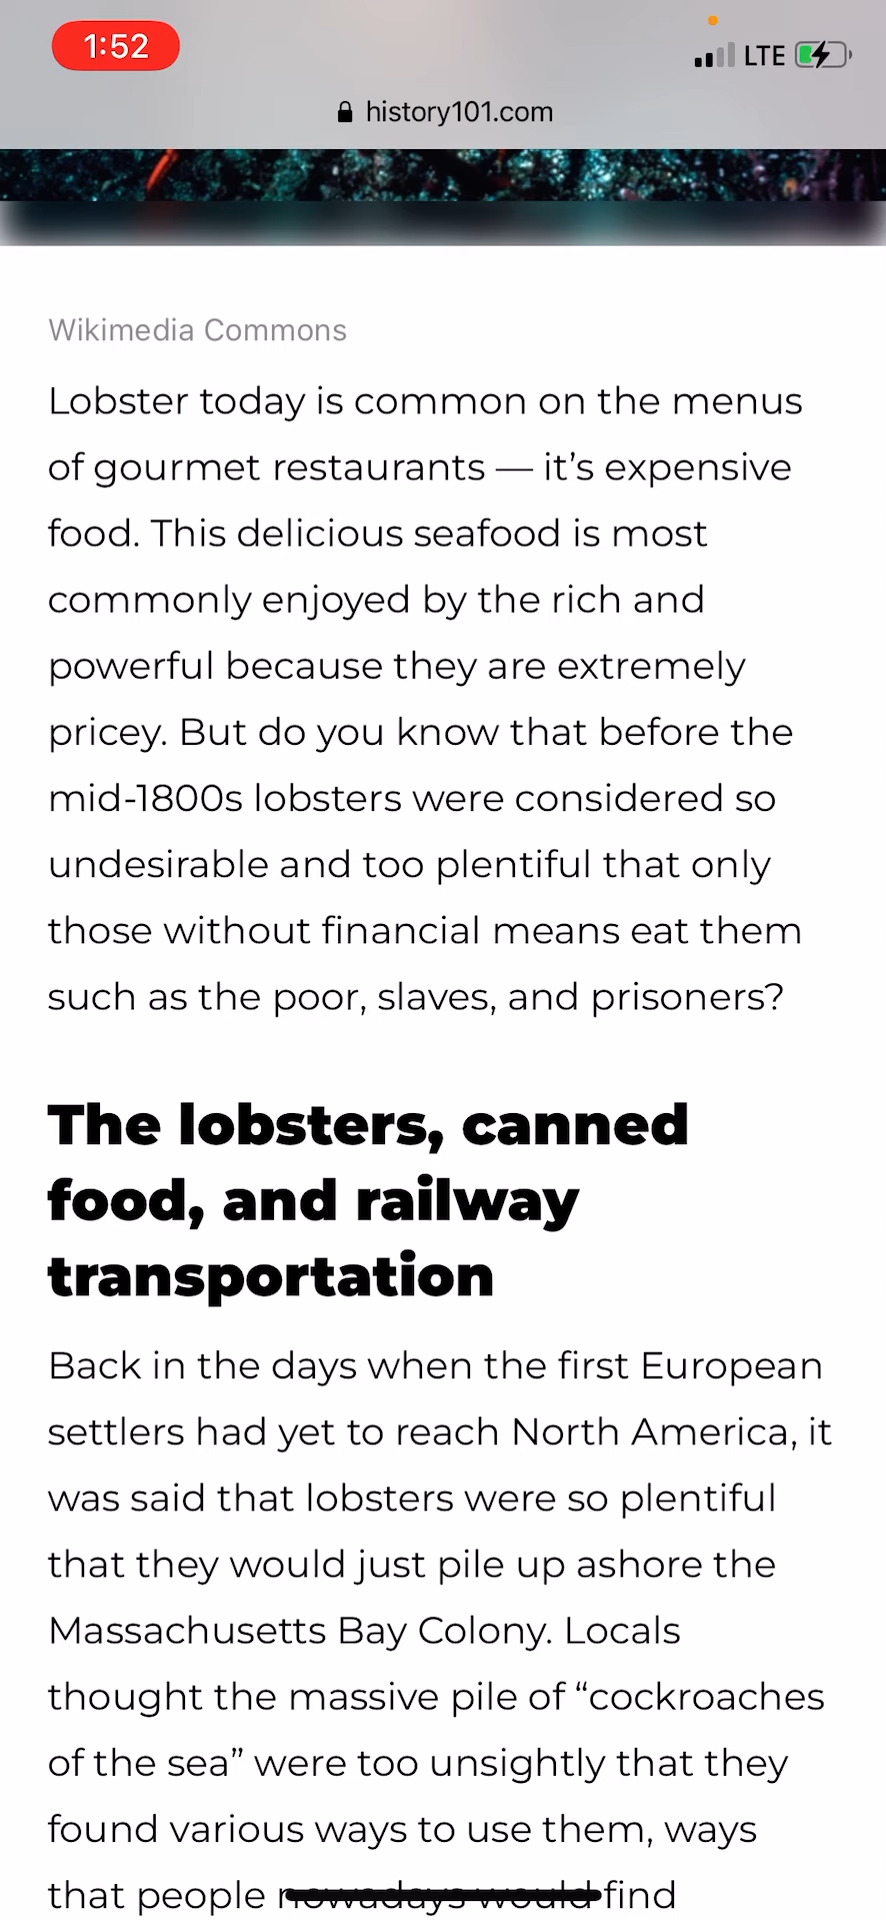 1:52
LTE
history101.com
Wikimedia Commons
Lobster today is common on the menus
of gourmet restaurants — it’s expensive
food. This delicious seafood is most
commonly enjoyed by the rich and
powerful because they are extremely
pricey. But do you know that before the
mid-1800s lobsters were considered so
undesirable and too plentiful that only
those without financial means eat them
such as the poor, slaves, and prisoners?
The lobsters, canned
food, and railway
transportation
Back in the days when the first European
settlers had yet to reach North America, it
was said that lobsters were so plentiful
that they would just pile up ashore the
Massachusetts Bay Colony. Locals
thought the massive pile of “cockroaches
of the sea” were too unsightly that they
found various ways to use them, ways
that people nowadays would find